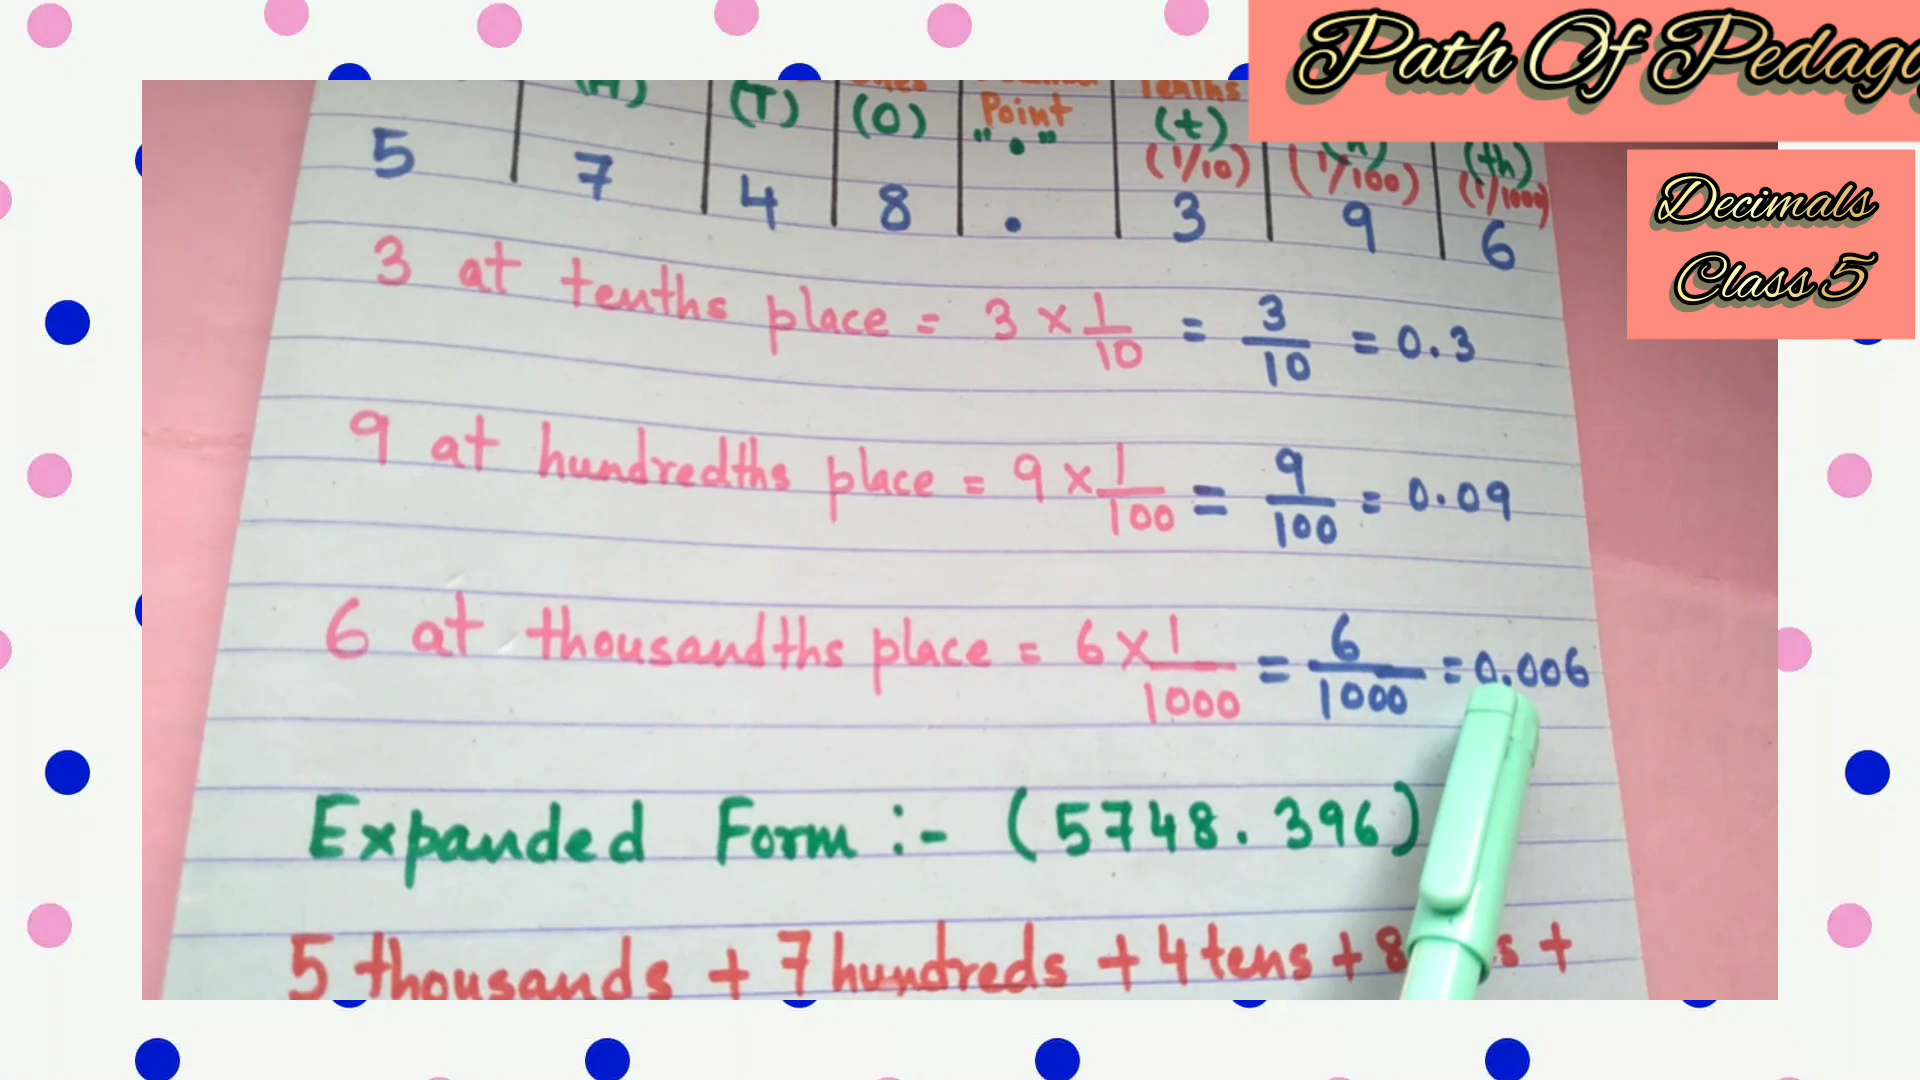 Path Of
Decimals
Class 5
Point
(T) (O) "." (t) (th)
(1/10) (1/100) (1/1000)
5 7 4 8 . 3 9 6
3 at tenths place = 3 × 1/10 = 3/10 = 0.3
9 at hundredths place = 9 × 1/100 = 9/100 = 0.09
6 at thousandths place = 6 × 1/1000 = 6/1000 = 0.006
Expanded Form :- (5748.396)
5 thousands + 7 hundreds + 4 tens + 8 +